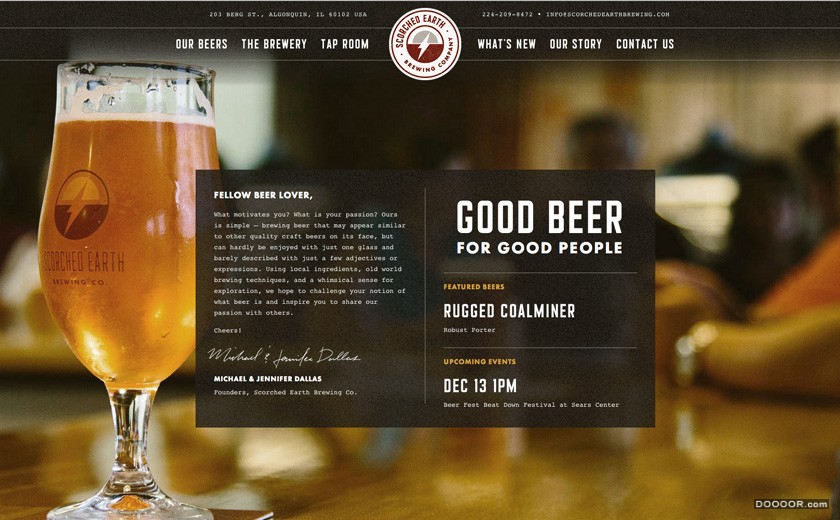 203 BERG ST., ALGONQUIN, IL 60102 USA
224-209-8472 • INFO@SCORCHEDEARTHBREWING.COM
OUR BEERS THE BREWERY TAP ROOM
SCORCHED EARTH
BREWING COMPANY
WHAT'S NEW OUR STORY CONTACT US
SCORCHED EARTH
BREWING CO.
FELLOW BEER LOVER,
What motivates you? What is your passion? Ours
is simple — brewing beer that may appear similar
to other quality craft beers on its face, but
can hardly be enjoyed with just one glass and
barely described with just a few adjectives or
expressions. Using local ingredients, old world
brewing techniques, and a whimsical sense for
exploration, we hope to challenge your notion of
what beer is and inspire you to share our
passion with others.
Cheers!
Michael & Jennifer Dallas
MICHAEL & JENNIFER DALLAS
Founders, Scorched Earth Brewing Co.
GOOD BEER
FOR GOOD PEOPLE
FEATURED BEERS
RUGGED COALMINER
Robust Porter
UPCOMING EVENTS
DEC 13 1PM
Beer Fest Beat Down Festival at Sears Center
DOOOOR.com